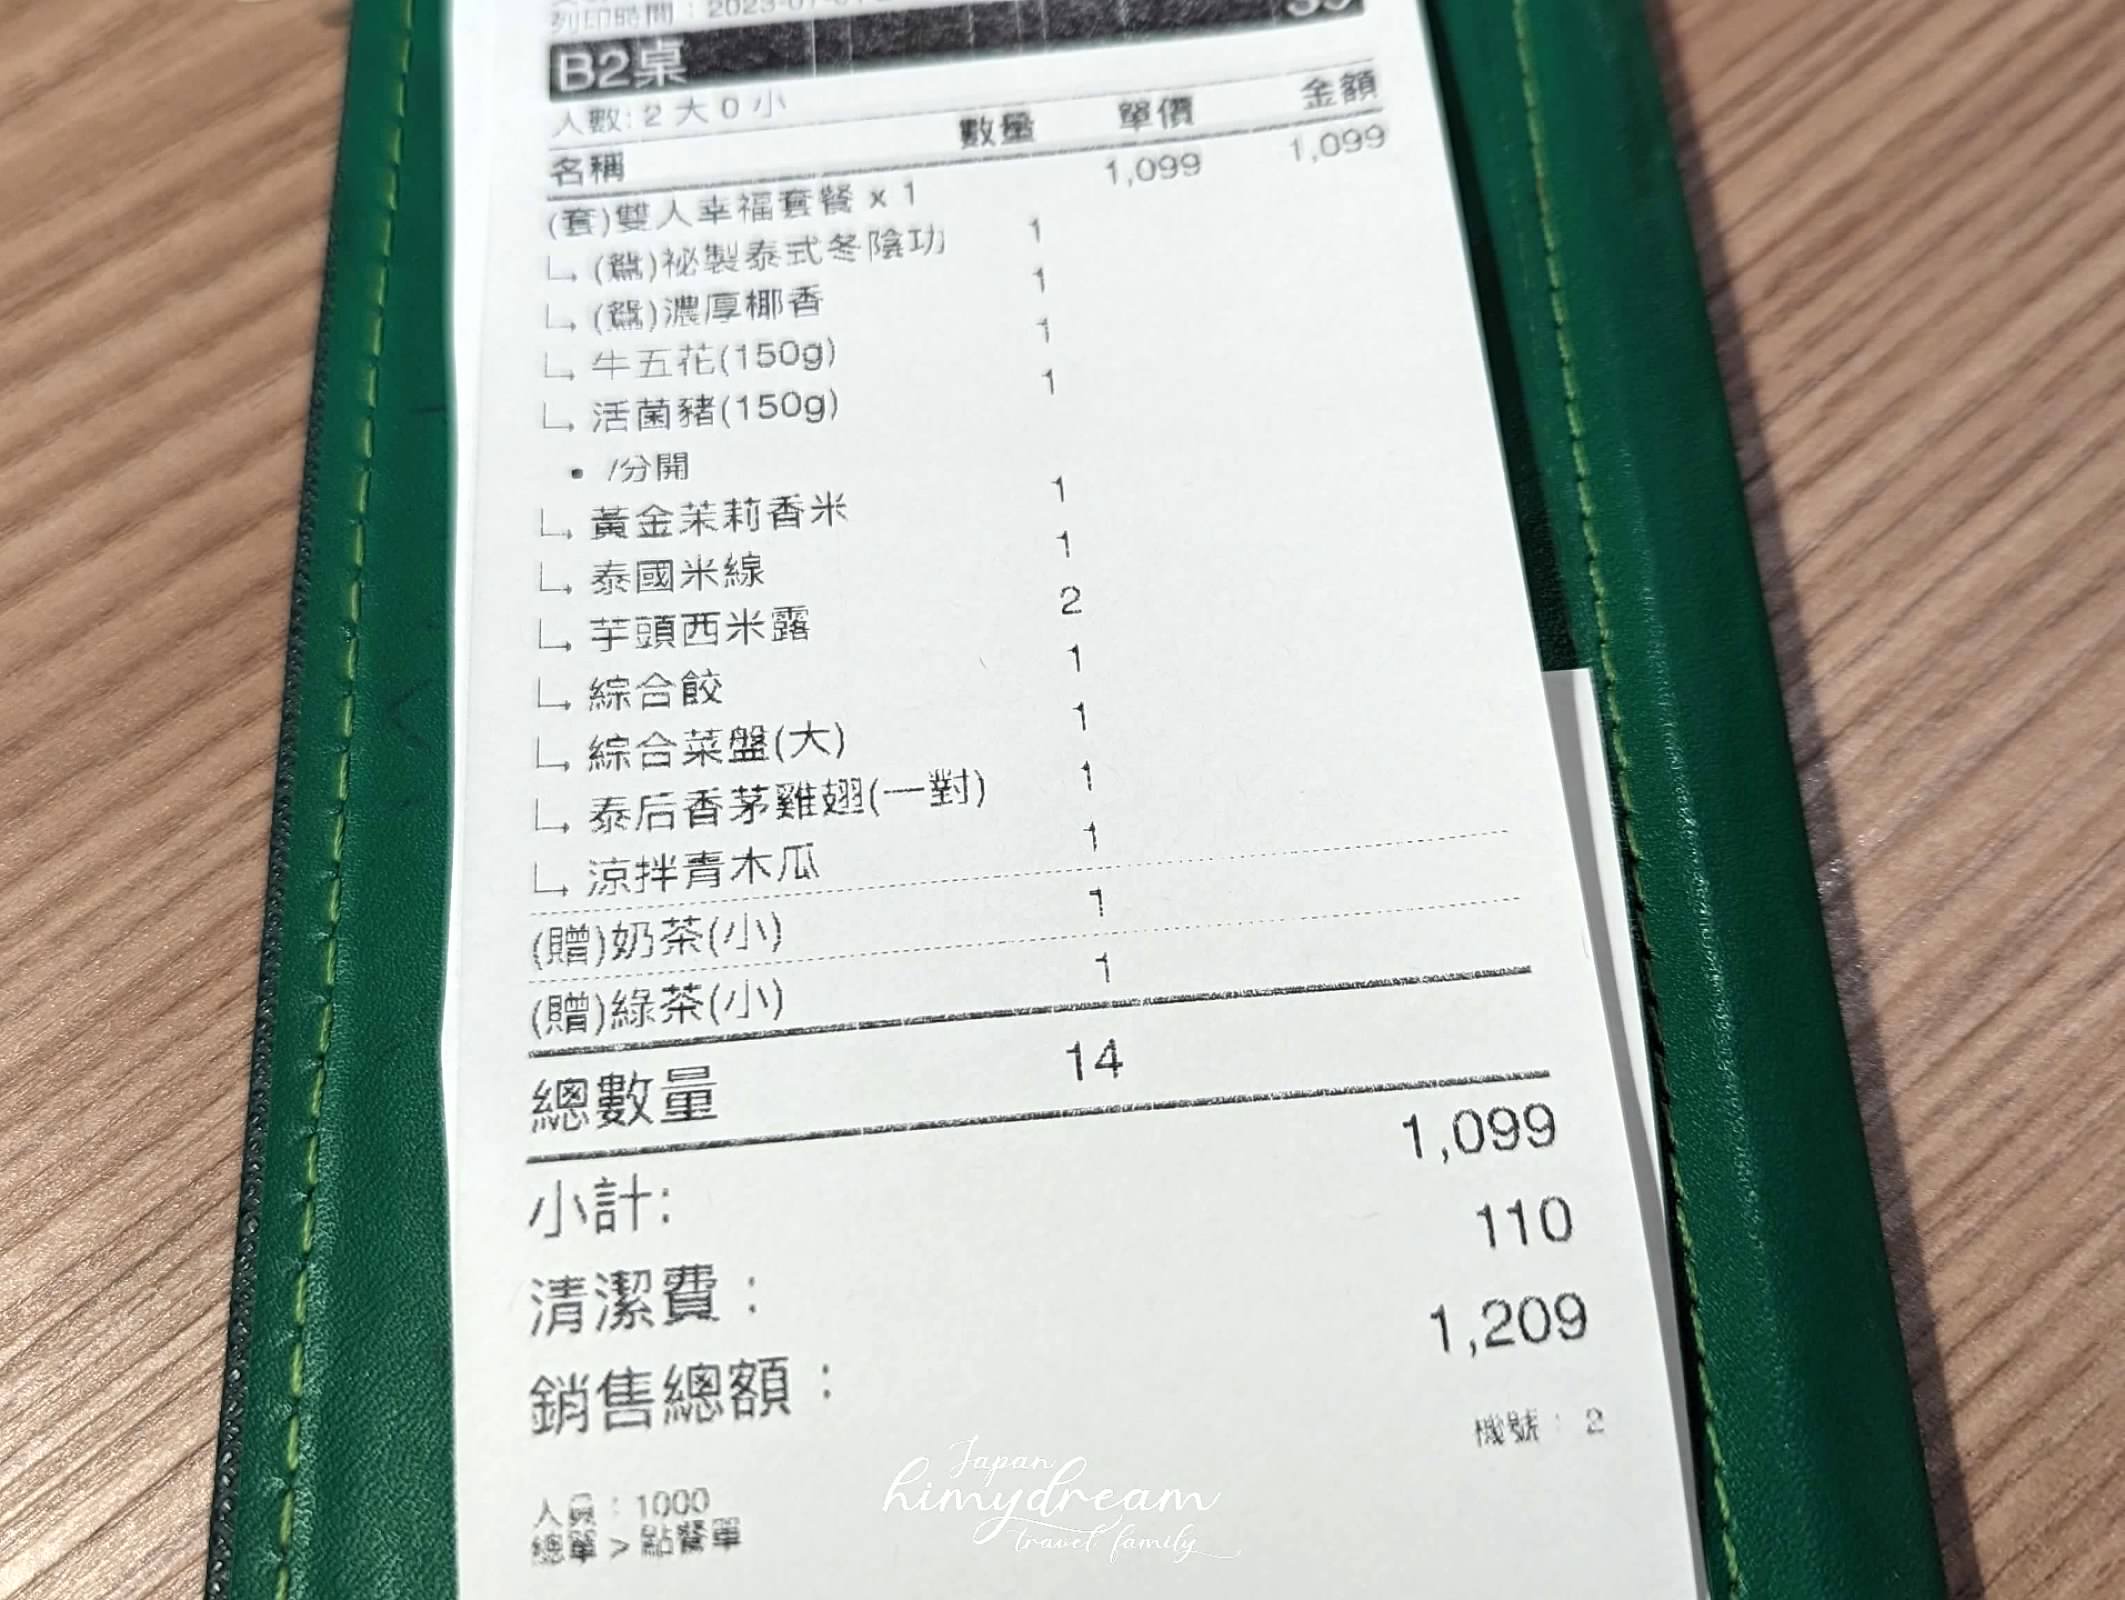 列印時間：2023-07-01
B2桌
人數: 2 大 0 小
名稱 數量 單價 金額
(套)雙人幸福套餐 x 1 1,099 1,099
(鴛)祕製泰式冬陰功 1
(鴛)濃厚椰香 1
牛五花(150g) 1
活菌豬(150g) 1
• /分開
黃金茉莉香米 1
泰國米線 1
芋頭西米露 2
綜合餃 1
綜合菜盤(大) 1
泰后香茅雞翅(一對) 1
涼拌青木瓜 1
(贈)奶茶(小) 1
(贈)綠茶(小) 1
總數量 14
小計: 1,099
清潔費： 110
銷售總額： 1,209
機號： 2
人員：1000
總單 > 點餐單
Japan
himydream
travel family